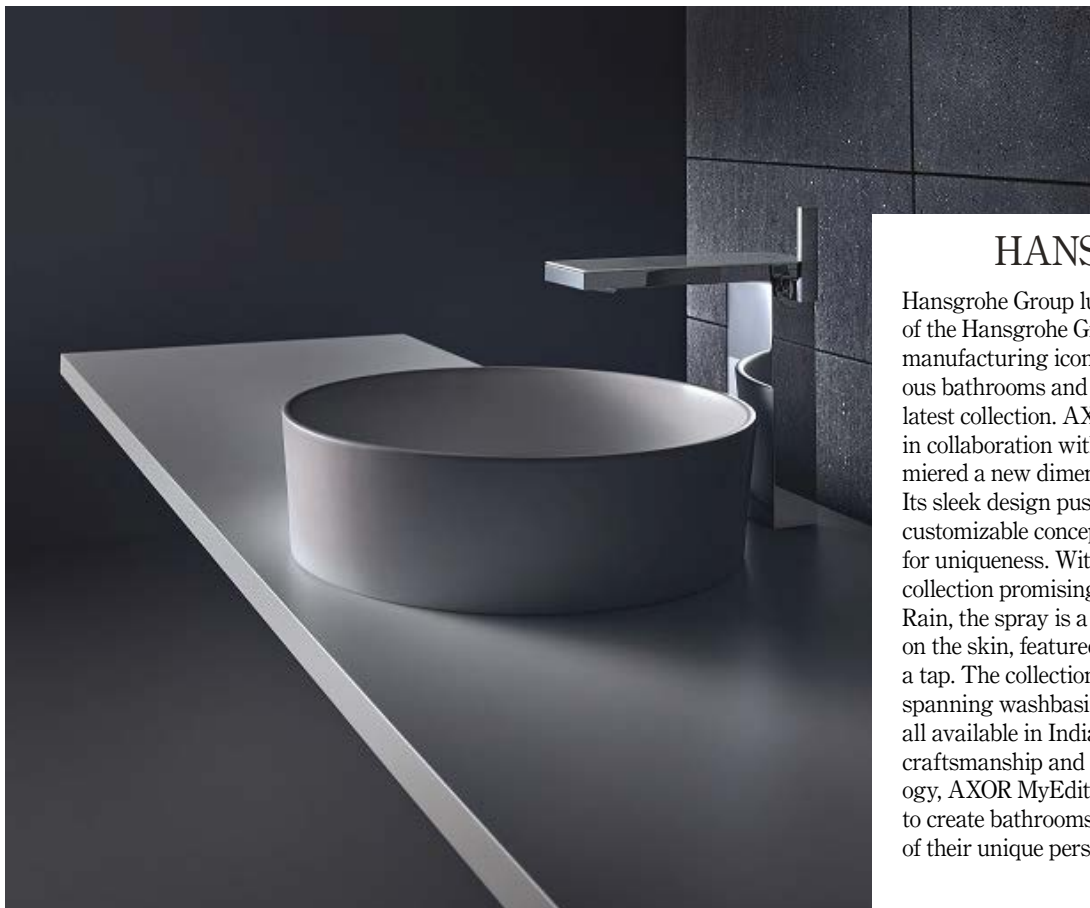 HANS
Hansgrohe Group lu
of the Hansgrohe G
manufacturing icon
ous bathrooms and
latest collection. AX
in collaboration wit
miered a new dimen
Its sleek design pus
customizable concep
for uniqueness. Wit
collection promising
Rain, the spray is a
on the skin, feature
a tap. The collection
spanning washbasi
all available in India
craftsmanship and
ogy, AXOR MyEdit
to create bathrooms
of their unique pers